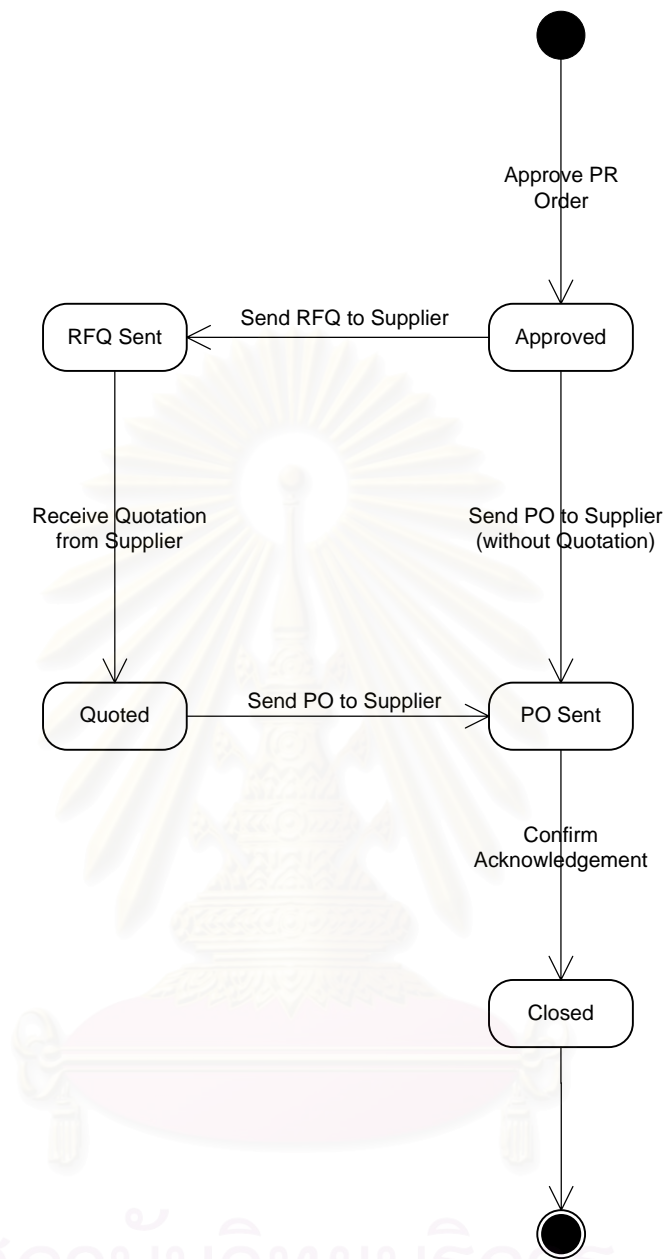 Approve PR
Order
RFQ Sent
Send RFQ to Supplier
Approved
Receive Quotation
from Supplier
Send PO to Supplier
(without Quotation)
Quoted
Send PO to Supplier
PO Sent
Confirm
Acknowledgement
Closed